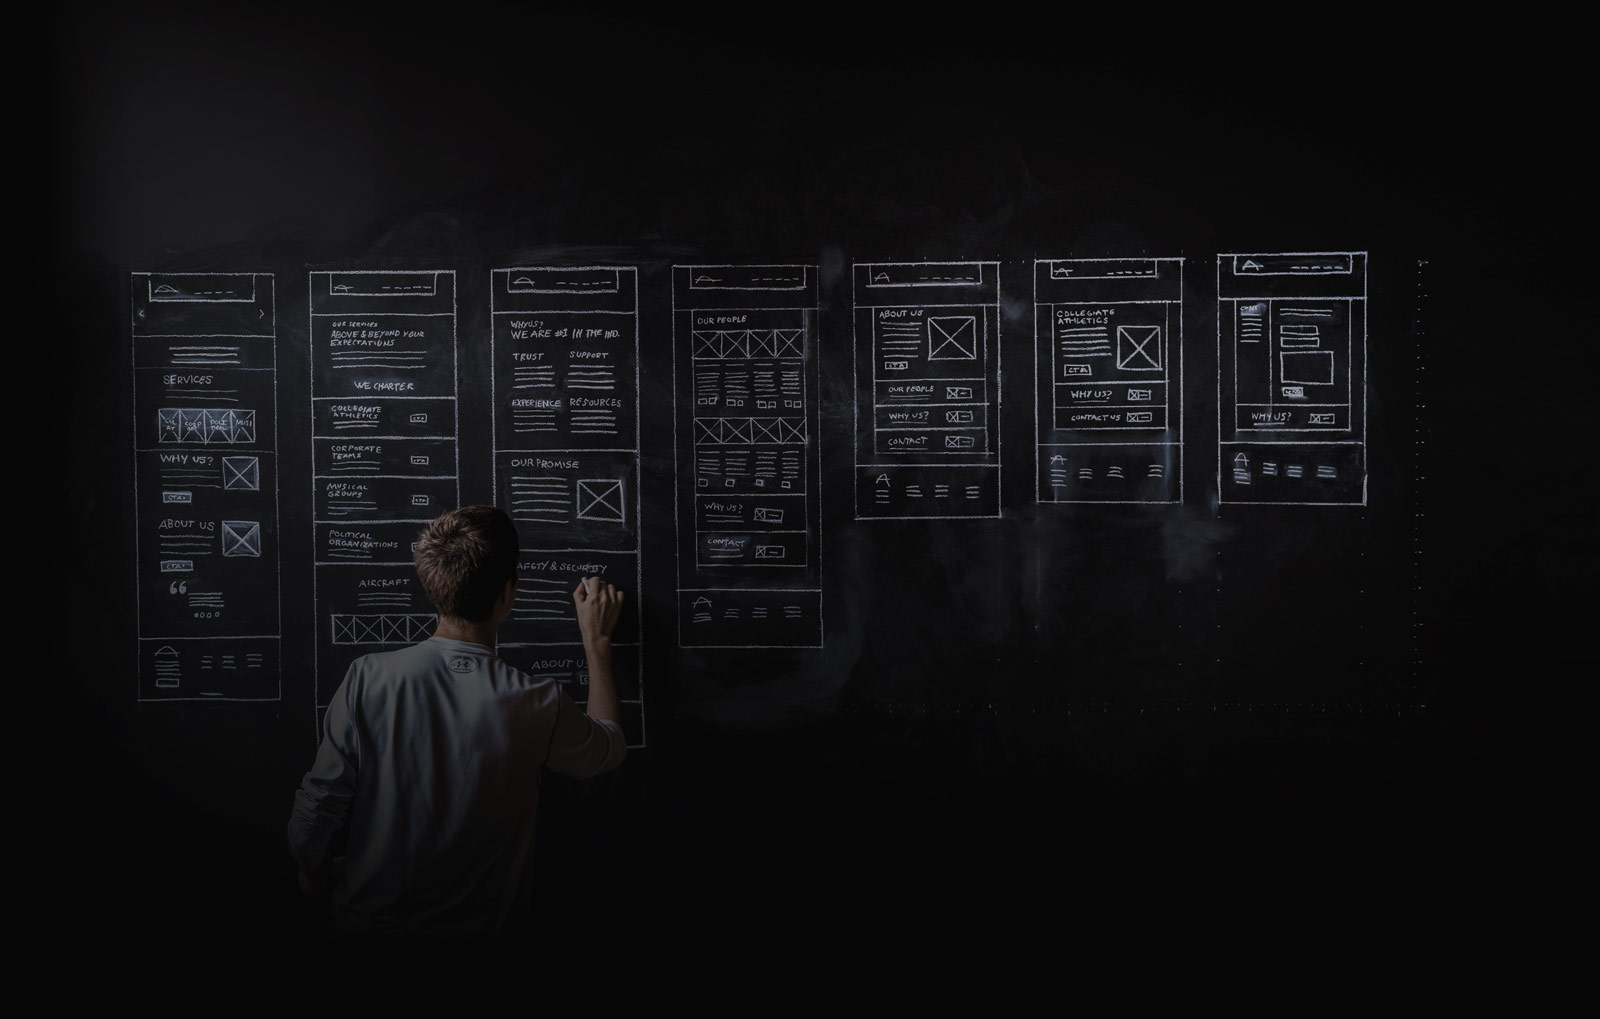 SERVICES
WHY US?
CTA
ABOUT US
CTA
OUR SERVICES
ABOVE & BEYOND YOUR
EXPECTATIONS
WE CHARTER
COLLEGIATE
ATHLETICS
CTA
CORPORATE
TEAMS
CTA
MUSICAL
GROUPS
CTA
POLITICAL
ORGANIZATIONS
AIRCRAFT
WHY US?
WE ARE #1 IN THE IND.
TRUST
SUPPORT
EXPERIENCE
RESOURCES
OUR PROMISE
AFETY & SECURITY
ABOUT U
OUR PEOPLE
WHY US?
CONTACT
ABOUT US
CTA
OUR PEOPLE
WHY US?
CONTACT
COLLEGIATE
ATHLETICS
CTA
WHY US?
CONTACT US
WHY US?